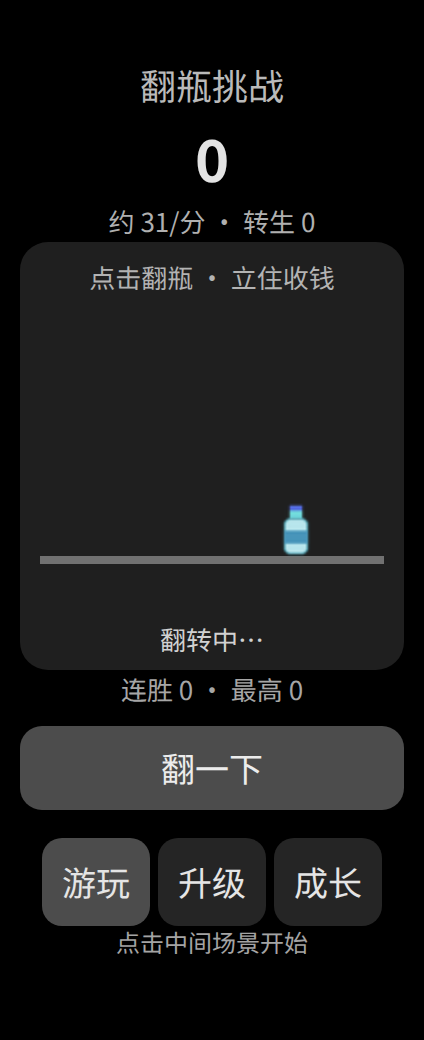 翻瓶挑战
0
约 31/分 · 转生 0
点击翻瓶 · 立住收钱
翻转中…
连胜 0 · 最高 0
翻一下
游玩 升级 成长
点击中间场景开始